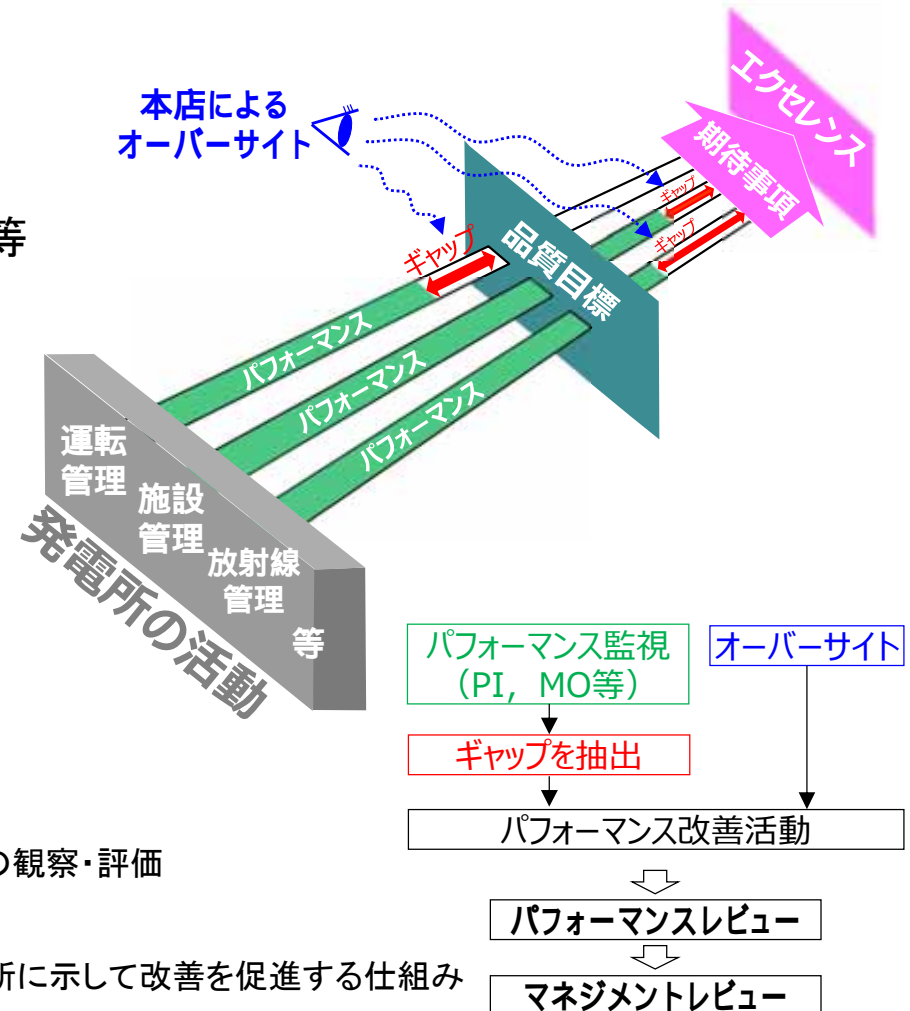 エクセレンス
期待事項
本店による
オーバーサイト
等
ギャップ
ギャップ
ギャップ
品質目標
パフォーマンス
パフォーマンス
パフォーマンス
運転
管理
施設
管理
放射線
管理
等
発電所の活動
パフォーマンス監視
（PI，MO等）
オーバーサイト
ギャップを抽出
パフォーマンス改善活動
の観察・評価
パフォーマンスレビュー
所に示して改善を促進する仕組み
マネジメントレビュー